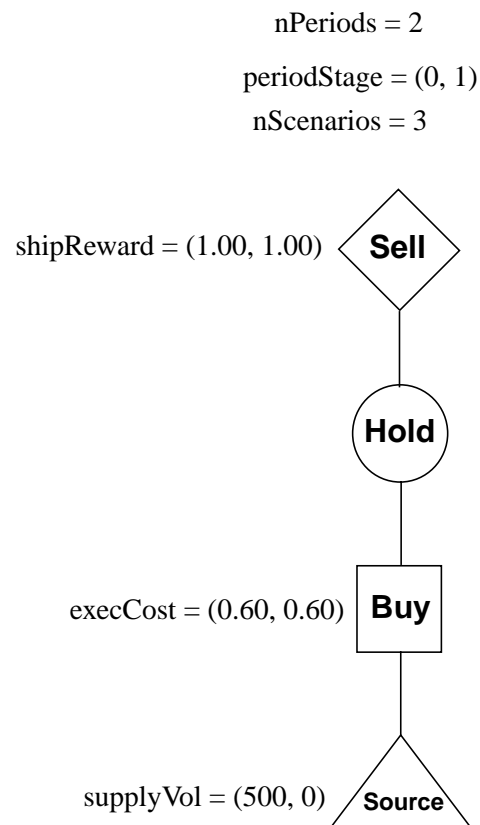 nPeriods = 2
periodStage = (0, 1)
nScenarios = 3
shipReward = (1.00, 1.00) Sell
Hold
execCost = (0.60, 0.60) Buy
supplyVol = (500, 0) Source